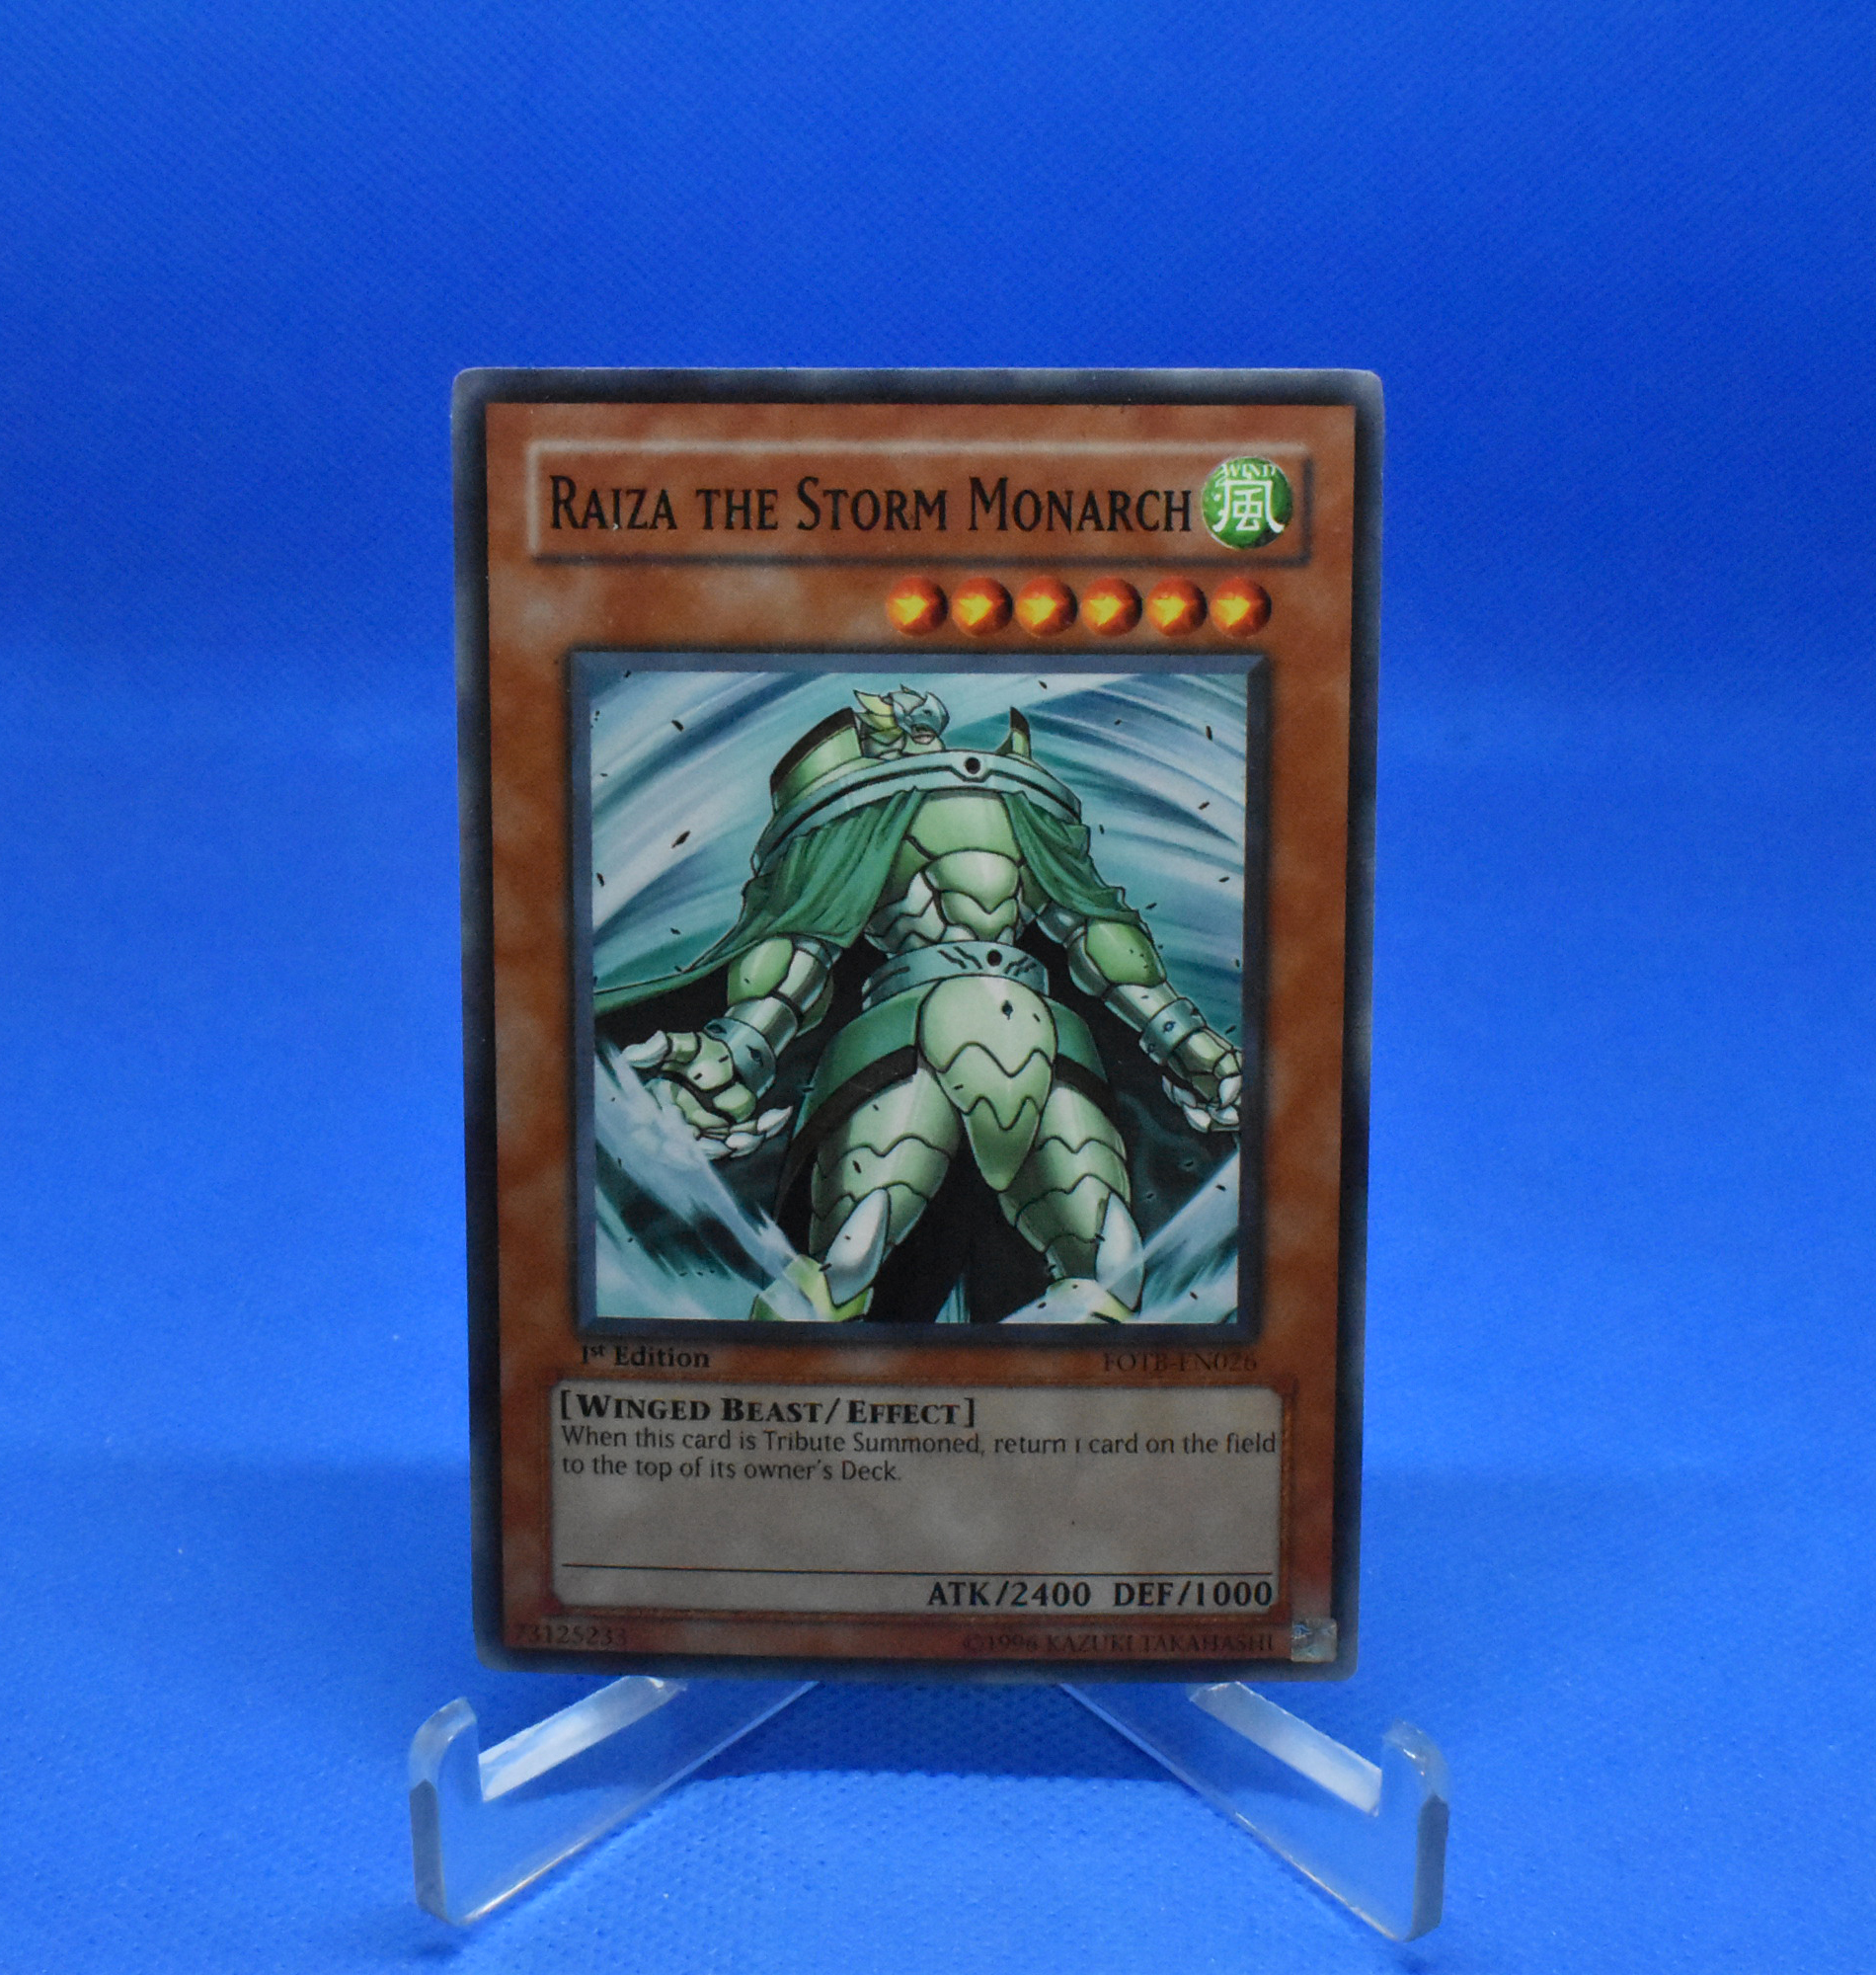 RAIZA THE STORM MONARCH
WIND
風
1st Edition
FOTB-EN026
[WINGED BEAST/EFFECT]
When this card is Tribute Summoned, return 1 card on the field
to the top of its owner's Deck.
ATK/2400 DEF/1000
73125233
©1996 KAZUKI TAKAHASHI